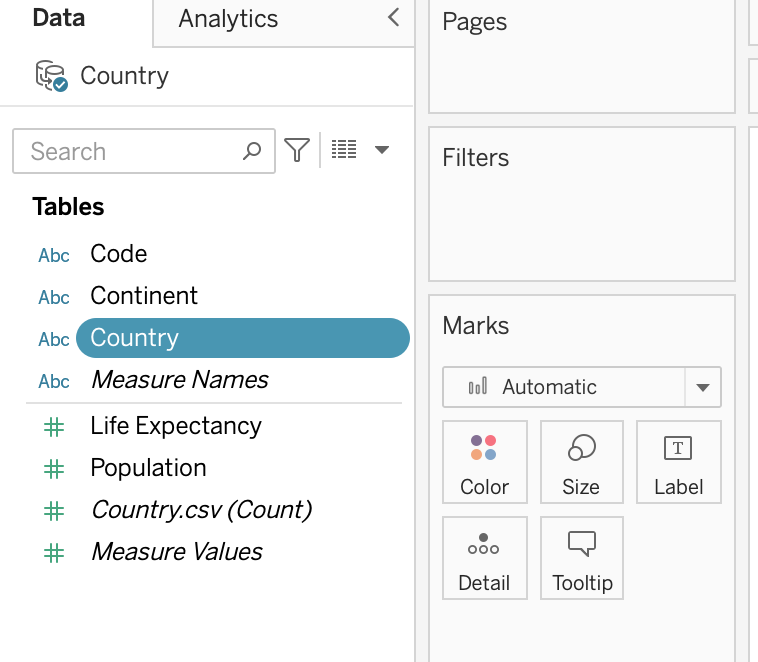 Data
Analytics
Country
Search
Tables
Abc Code
Abc Continent
Abc Country
Abc Measure Names
Life Expectancy
Population
Country.csv (Count)
Measure Values
Pages
Filters
Marks
Automatic
Color
Size
T
Label
Detail
Tooltip